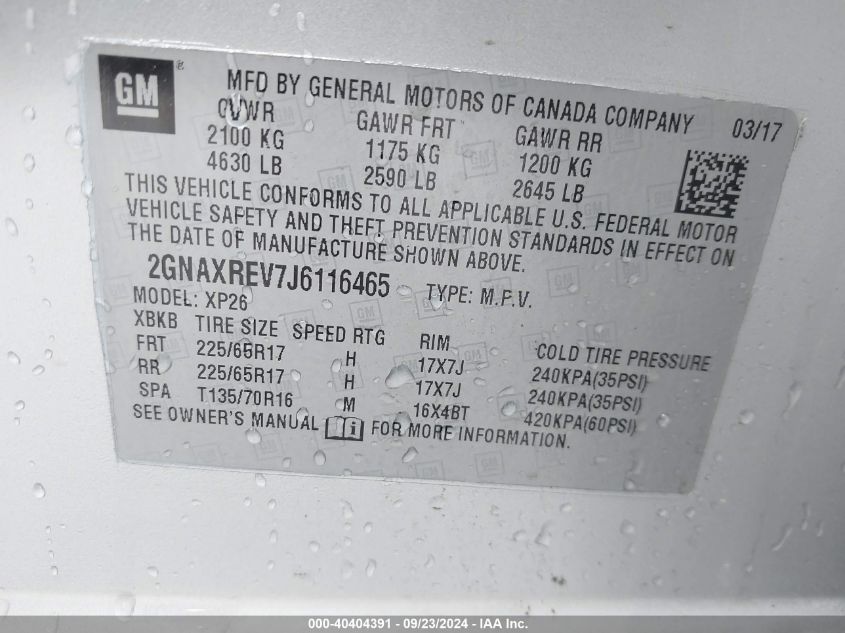 GM
MFD BY GENERAL MOTORS OF CANADA COMPANY 03/17
GVWR GAWR FRT GAWR RR
2100 KG 1175 KG 1200 KG
4630 LB 2590 LB 2645 LB
THIS VEHICLE CONFORMS TO ALL APPLICABLE U.S. FEDERAL MOTOR
VEHICLE SAFETY AND THEFT PREVENTION STANDARDS IN EFFECT ON
THE DATE OF MANUFACTURE SHOWN ABOVE.
2GNAXREV7J6116465 TYPE: M.P.V.
MODEL: XP26
XBKB TIRE SIZE SPEED RTG RIM COLD TIRE PRESSURE
FRT 225/65R17 H 17X7J 240KPA(35PSI)
RR 225/65R17 H 17X7J 240KPA(35PSI)
SPA T135/70R16 M 16X4BT 420KPA(60PSI)
SEE OWNER'S MANUAL FOR MORE INFORMATION.
000-40404391 - 09/23/2024 - IAA Inc.